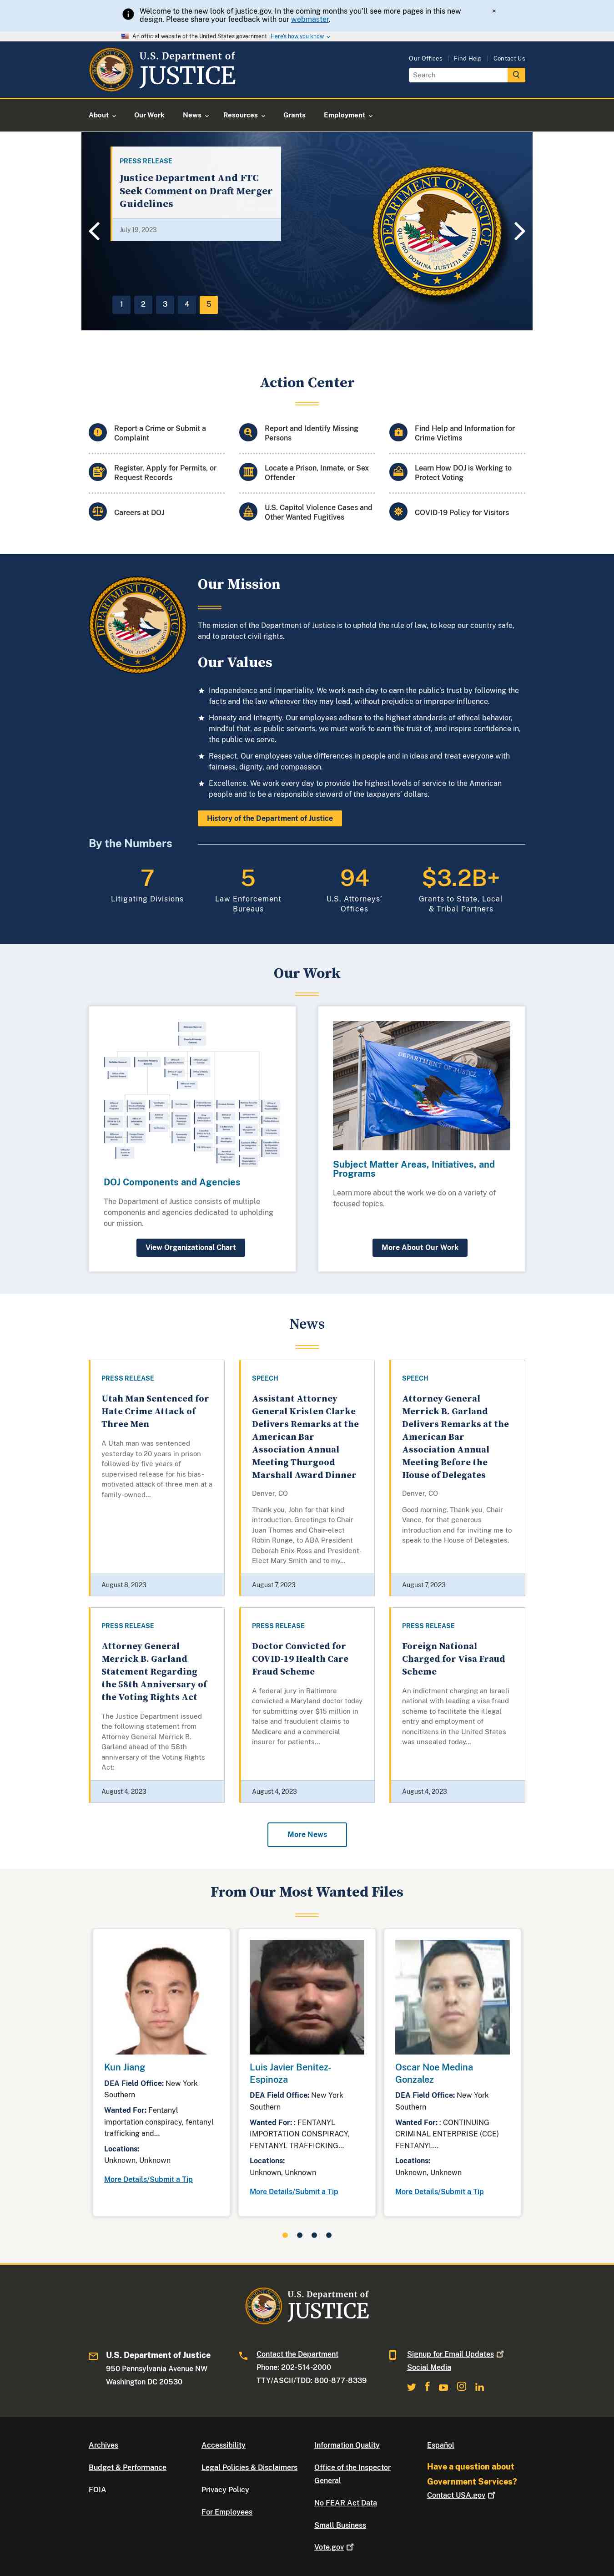 Welcome to the new look of justice.gov. In the coming months you'll see more pages in this new
design. Please share your feedback with our webmaster.
×
An official website of the United States government Here's how you know
U.S. Department of
JUSTICE
Our Offices | Find Help | Contact Us
Search
About
Our Work
News
Resources
Grants
Employment
PRESS RELEASE
Justice Department And FTC
Seek Comment on Draft Merger
Guidelines
July 19, 2023
1 2 3 4 5
Action Center
Report a Crime or Submit a
Complaint
Report and Identify Missing
Persons
Find Help and Information for
Crime Victims
Register, Apply for Permits, or
Request Records
Locate a Prison, Inmate, or Sex
Offender
Learn How DOJ is Working to
Protect Voting
Careers at DOJ
U.S. Capitol Violence Cases and
Other Wanted Fugitives
COVID-19 Policy for Visitors
Our Mission
The mission of the Department of Justice is to uphold the rule of law, to keep our country safe,
and to protect civil rights.
Our Values
Independence and Impartiality. We work each day to earn the public's trust by following the
facts and the law wherever they may lead, without prejudice or improper influence.
Honesty and Integrity. Our employees adhere to the highest standards of ethical behavior,
mindful that, as public servants, we must work to earn the trust of, and inspire confidence in,
the public we serve.
Respect. Our employees value differences in people and in ideas and treat everyone with
fairness, dignity, and compassion.
Excellence. We work every day to provide the highest levels of service to the American
people and to be a responsible steward of the taxpayers' dollars.
History of the Department of Justice
By the Numbers
7
Litigating Divisions
5
Law Enforcement
Bureaus
94
U.S. Attorneys'
Offices
$3.2B+
Grants to State, Local
& Tribal Partners
Our Work
DOJ Components and Agencies
The Department of Justice consists of multiple
components and agencies dedicated to upholding
our mission.
View Organizational Chart
DEPARTMENT OF JUSTICE
Subject Matter Areas, Initiatives, and
Programs
Learn more about the work we do on a variety of
focused topics.
More About Our Work
News
PRESS RELEASE
Utah Man Sentenced for
Hate Crime Attack of
Three Men
A Utah man was sentenced
yesterday to 20 years in prison
followed by five years of
supervised release for his bias-
motivated attack of three men at a
family-owned...
August 8, 2023
SPEECH
Assistant Attorney
General Kristen Clarke
Delivers Remarks at the
American Bar
Association Annual
Meeting Thurgood
Marshall Award Dinner
Denver, CO
Thank you, John for that kind
introduction. Greetings to Chair
Juan Thomas and Chair-elect
Robin Runge, to ABA President
Deborah Enix-Ross and President-
Elect Mary Smith and to my...
August 7, 2023
SPEECH
Attorney General
Merrick B. Garland
Delivers Remarks at the
American Bar
Association Annual
Meeting Before the
House of Delegates
Denver, CO
Good morning. Thank you, Chair
Vance, for that generous
introduction and for inviting me to
speak to the House of Delegates.
August 7, 2023
PRESS RELEASE
Attorney General
Merrick B. Garland
Statement Regarding
the 58th Anniversary of
the Voting Rights Act
The Justice Department issued
the following statement from
Attorney General Merrick B.
Garland ahead of the 58th
anniversary of the Voting Rights
Act:
August 4, 2023
PRESS RELEASE
Doctor Convicted for
COVID-19 Health Care
Fraud Scheme
A federal jury in Baltimore
convicted a Maryland doctor today
for submitting over $15 million in
false and fraudulent claims to
Medicare and a commercial
insurer for patients...
August 4, 2023
PRESS RELEASE
Foreign National
Charged for Visa Fraud
Scheme
An indictment charging an Israeli
national with leading a visa fraud
scheme to facilitate the illegal
entry and employment of
noncitizens in the United States
was unsealed today...
August 4, 2023
More News
From Our Most Wanted Files
Kun Jiang
DEA Field Office: New York
Southern
Wanted For: Fentanyl
importation conspiracy, fentanyl
trafficking and...
Locations:
Unknown, Unknown
More Details/Submit a Tip
Luis Javier Benitez-
Espinoza
DEA Field Office: New York
Southern
Wanted For: : FENTANYL
IMPORTATION CONSPIRACY,
FENTANYL TRAFFICKING...
Locations:
Unknown, Unknown
More Details/Submit a Tip
Oscar Noe Medina
Gonzalez
DEA Field Office: New York
Southern
Wanted For: : CONTINUING
CRIMINAL ENTERPRISE (CCE)
FENTANYL...
Locations:
Unknown, Unknown
More Details/Submit a Tip
U.S. Department of
JUSTICE
U.S. Department of Justice
950 Pennsylvania Avenue NW
Washington DC 20530
Contact the Department
Phone: 202-514-2000
TTY/ASCII/TDD: 800-877-8339
Signup for Email Updates
Social Media
Archives
Budget & Performance
FOIA
Accessibility
Legal Policies & Disclaimers
Privacy Policy
For Employees
Information Quality
Office of the Inspector
General
No FEAR Act Data
Small Business
Vote.gov
Español
Have a question about
Government Services?
Contact USA.gov